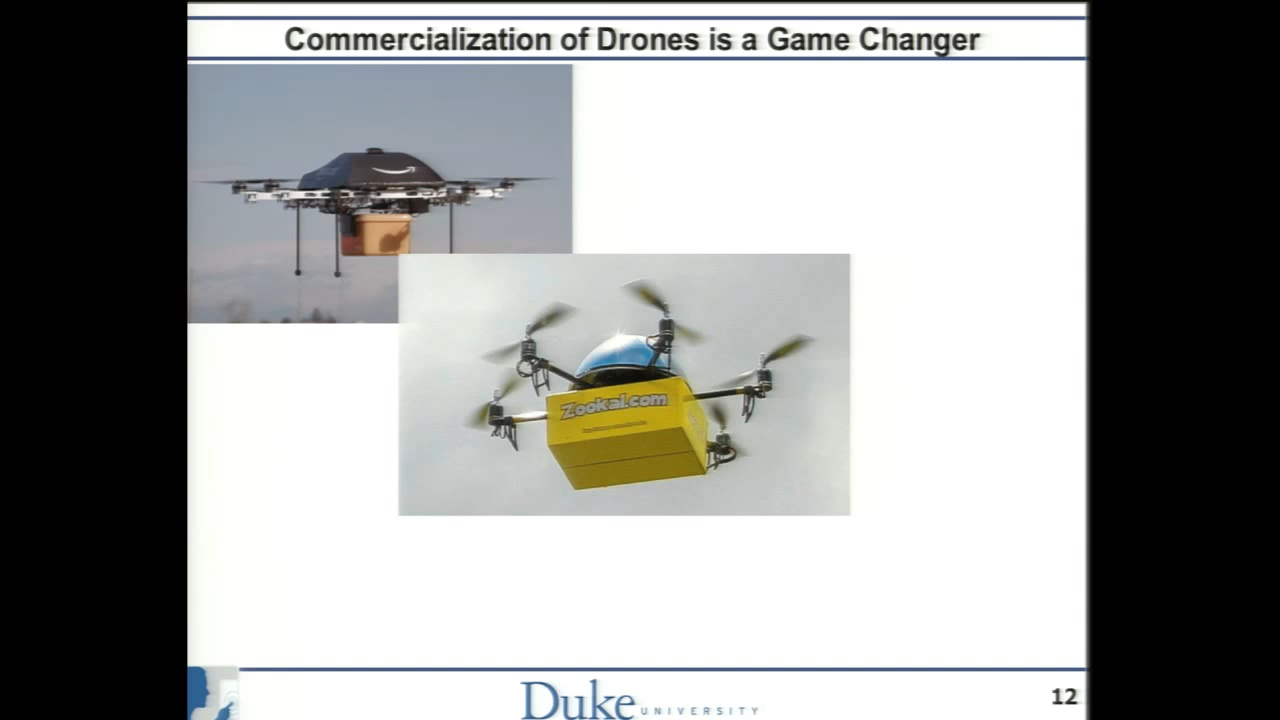 Commercialization of Drones is a Game Changer
Zookal.com
Duke UNIVERSITY
12